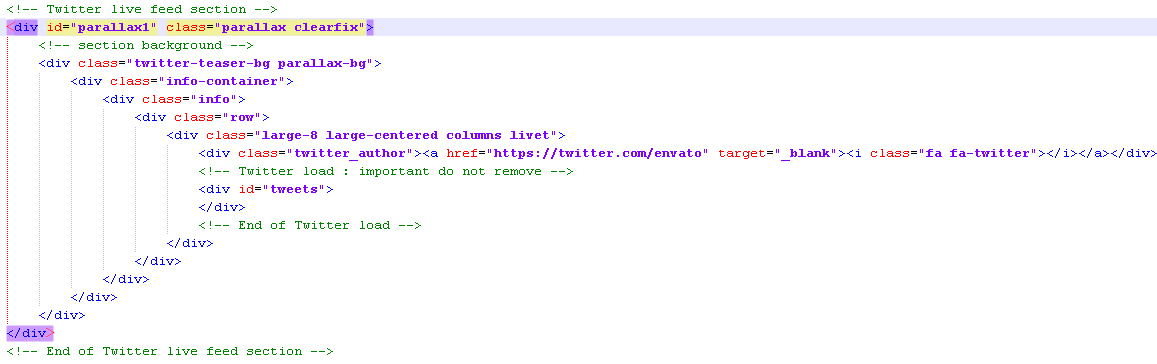 <!-- Twitter live feed section -->
<div id="parallax1" class="parallax clearfix">
<!-- section background -->
<div class="twitter-teaser-bg parallax-bg">
<div class="info-container">
<div class="info">
<div class="row">
<div class="large-8 large-centered columns livet">
<div class="twitter_author"><a href="https://twitter.com/envato" target="_blank"><i class="fa fa-twitter"></i></a></div>
<!-- Twitter load : important do not remove -->
<div id="tweets">
</div>
<!-- End of Twitter load -->
</div>
</div>
</div>
</div>
</div>
</div>
<!-- End of Twitter live feed section -->